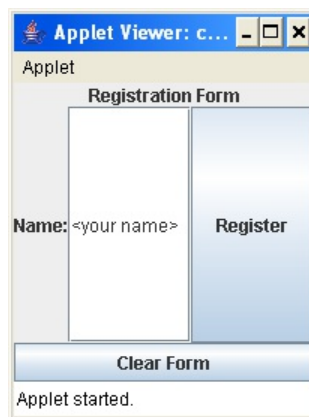 Applet Viewer: c...
Applet
Registration Form
Name: <your name> Register
Clear Form
Applet started.